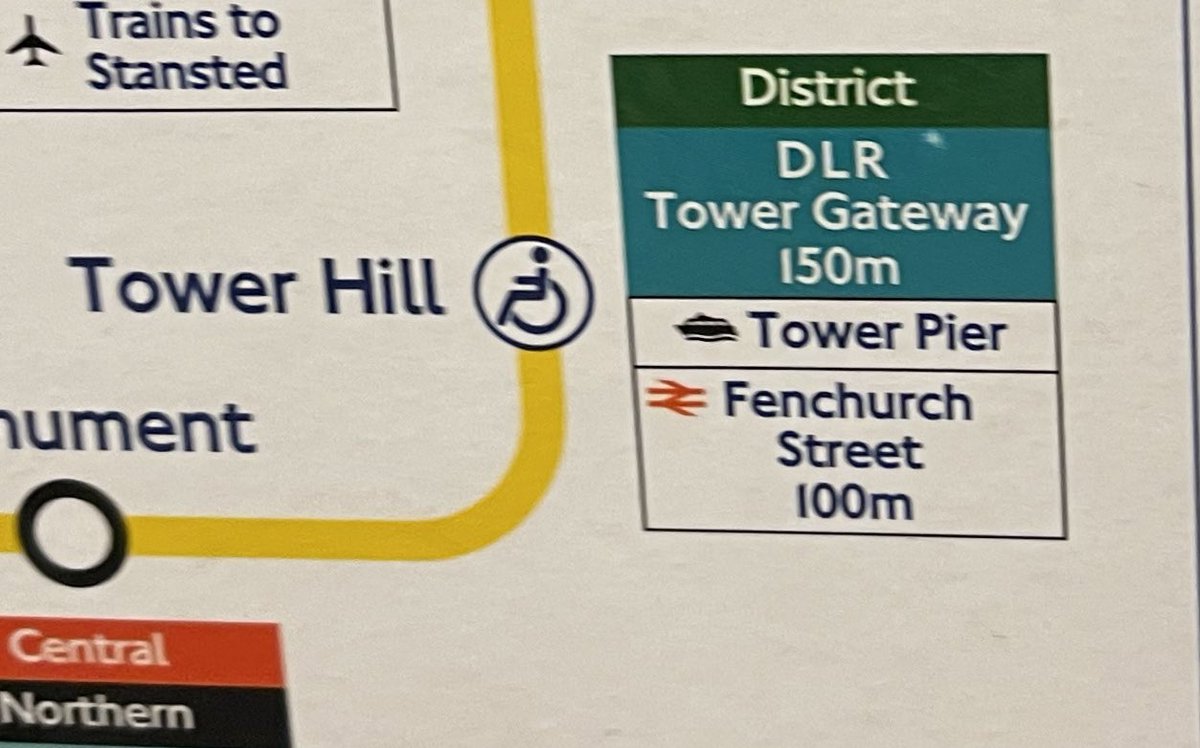 Trains to
Stansted
District
DLR
Tower Gateway
150m
Tower Hill
Tower Pier
Fenchurch
Street
100m
nument
Central
Northern